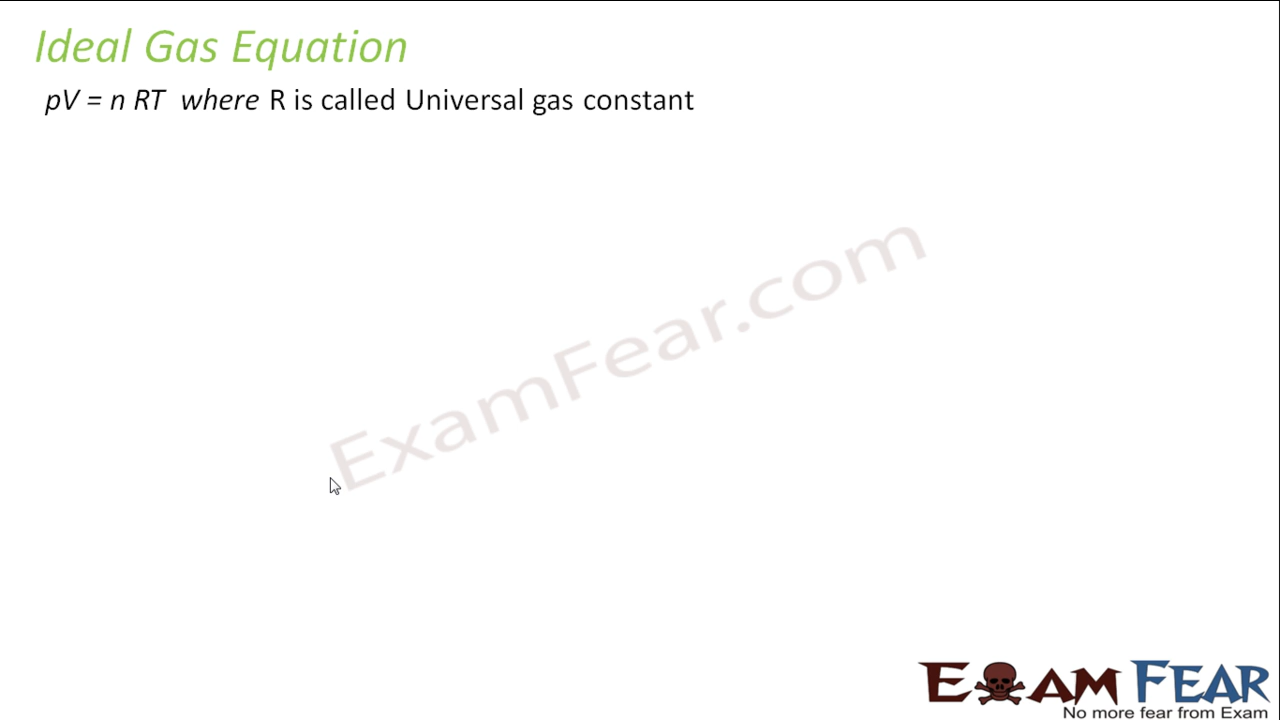 Ideal Gas Equation
pV = n RT where R is called Universal gas constant
ExamFear.com
EXAM FEAR
No more fear from Exam